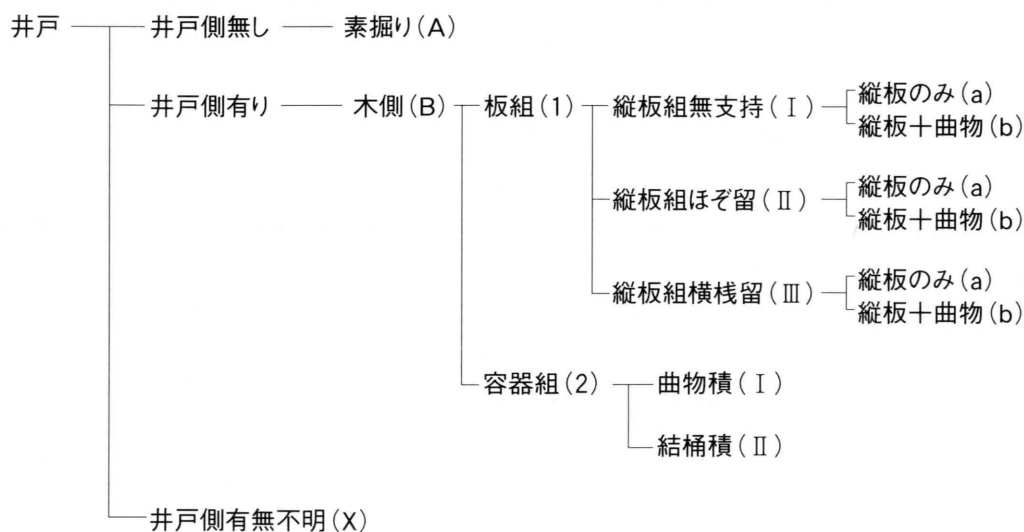 井戸 井戸側無し 素掘り(A)
井戸側有り 木側(B) 板組(1) 縦板組無支持(Ⅰ) 縦板のみ(a)
縦板十曲物(b)
縦板組ほぞ留(Ⅱ) 縦板のみ(a)
縦板十曲物(b)
縦板組横桟留(Ⅲ) 縦板のみ(a)
縦板十曲物(b)
容器組(2) 曲物積(Ⅰ)
結桶積(Ⅱ)
井戸側有無不明(X)